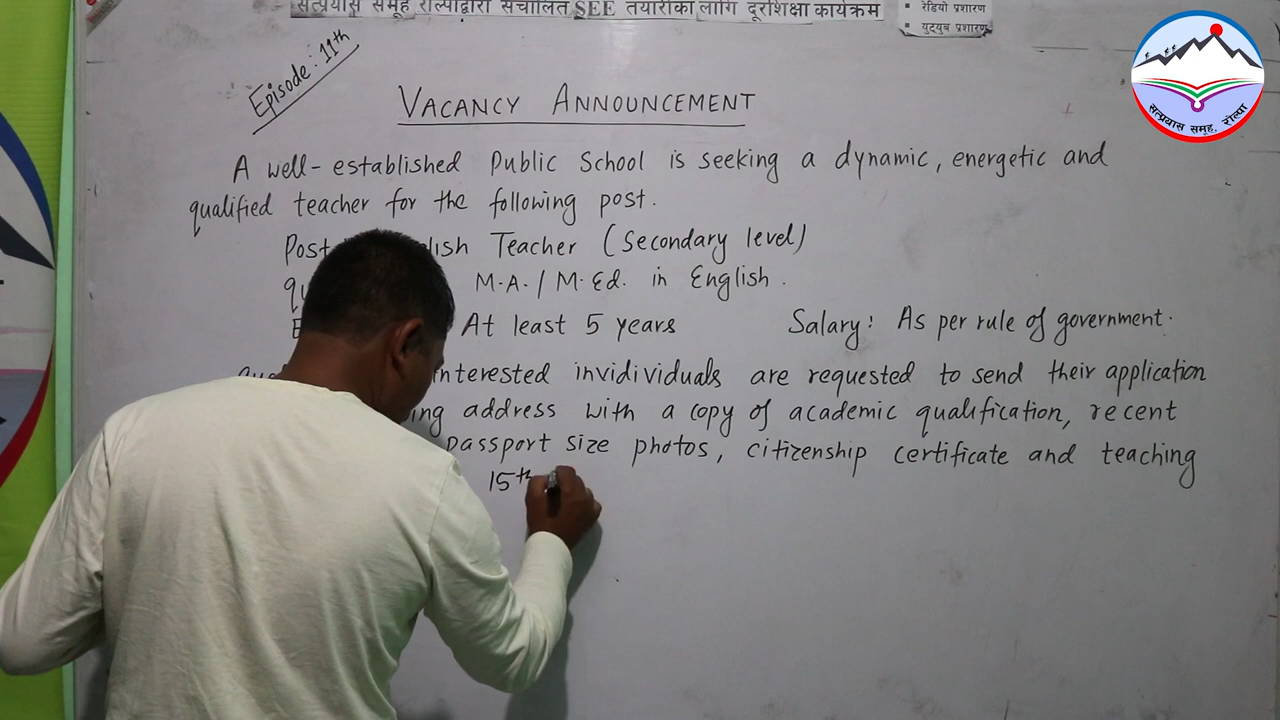 सत्प्रयास समूह रोल्पाद्वारा संचालित SEE तयारीका लागि दूरशिक्षा कार्यक्रम
▪ रेडियो प्रशारण
▪ युट्युब प्रशारण
सत्प्रयास समूह, रोल्पा
Episode: 11th
VACANCY ANNOUNCEMENT
A well-established Public School is seeking a dynamic, energetic and
qualified teacher for the following post.
Post Teacher (Secondary level)
M.A./M.Ed. in English.
At least 5 years Salary: As per rule of government.
interested invidividuals are requested to send their application
address with a copy of academic qualification, recent
passport size photos, citizenship certificate and teaching
15th